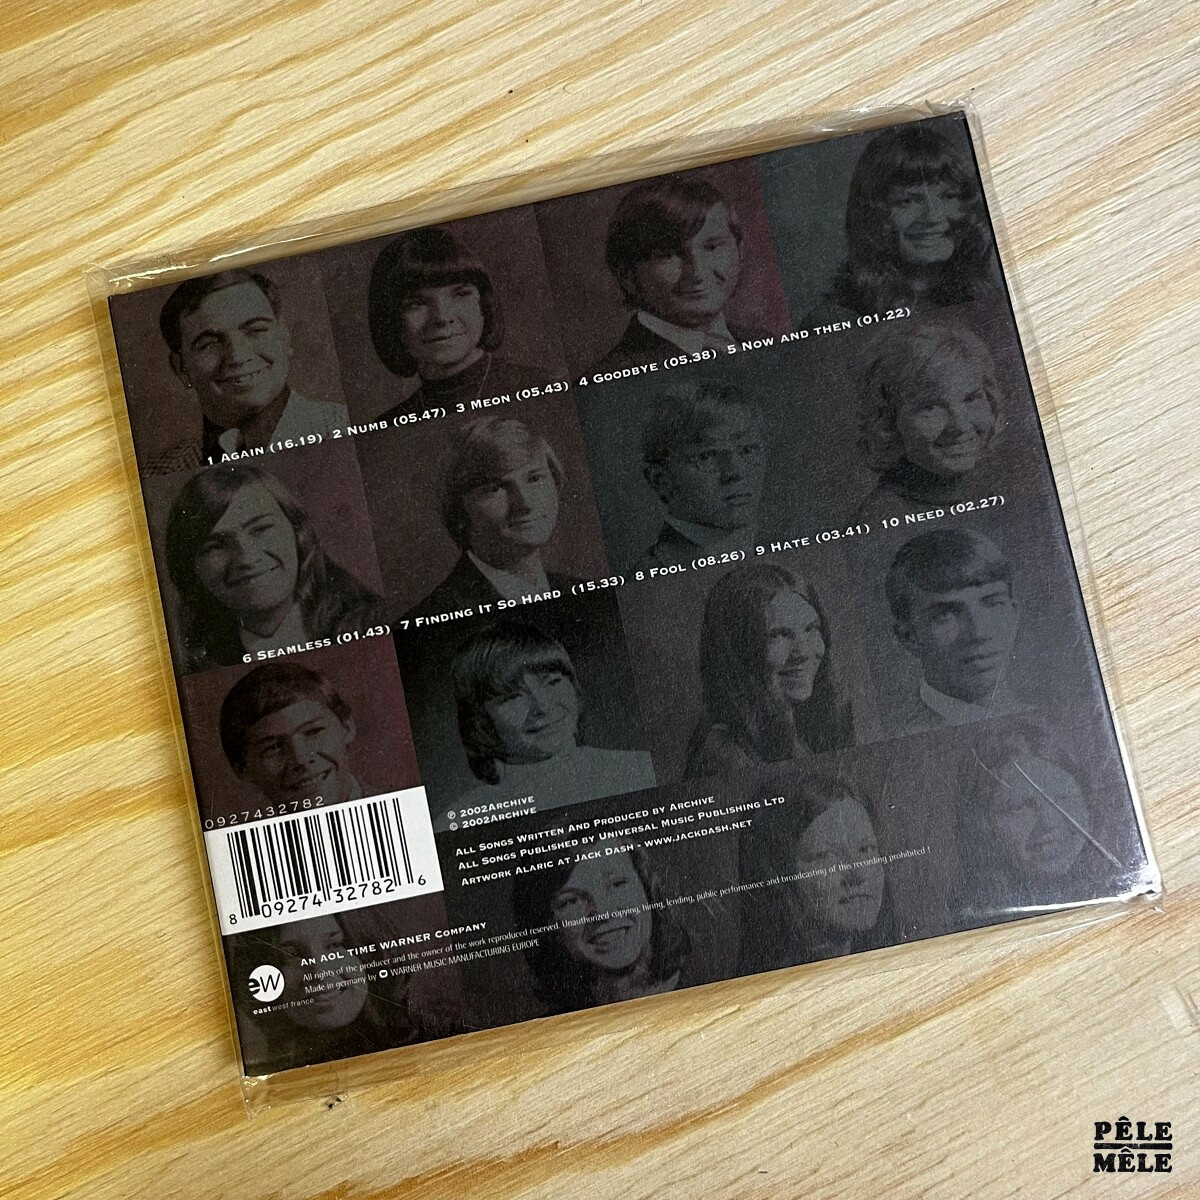 1 Again (16.19) 2 Numb (05.47) 3 Meon (05.43) 4 Goodbye (05.38) 5 Now and then (01.22)
6 Seamless (01.43) 7 Finding It So Hard (15.33) 8 Fool (08.26) 9 Hate (03.41) 10 Need (02.27)
0927432782
8 09274 32782 6
℗ 2002 Archive
© 2002 Archive
All Songs Written And Produced by Archive
All Songs Published by Universal Music Publishing Ltd
Artwork Alaric at Jack Dash - www.jackdash.net
ew
eastwest france
An AOL Time Warner Company
All rights of the producer and the owner of the work reproduced reserved. Unauthorized copying, hiring, lending, public performance and broadcasting of this recording prohibited !
Made in germany by WARNER MUSIC MANUFACTURING EUROPE
PÊLE
MÊLE